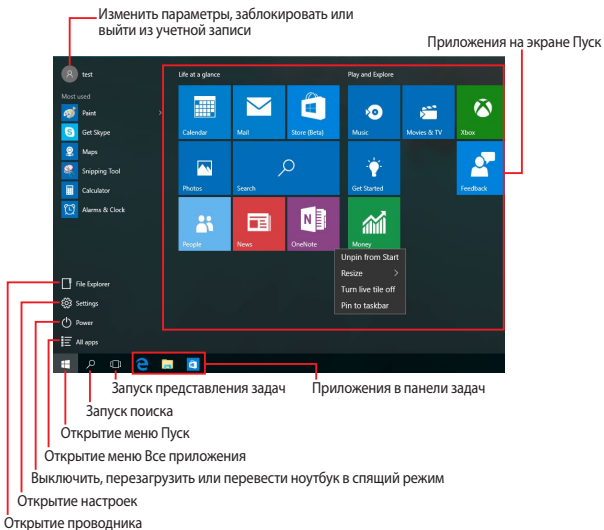 Изменить параметры, заблокировать или
выйти из учетной записи
Приложения на экране Пуск
test
Most used
Paint
Get Skype
Maps
Snipping Tool
Calculator
Alarms & Clock
File Explorer
Settings
Power
All apps
Life at a glance
Play and Explore
Calendar
Mail
Store (Beta)
Music
Movies & TV
Xbox
Photos
Search
Get Started
Feedback
People
News
OneNote
Money
Unpin from Start
Resize
Turn live tile off
Pin to taskbar
Запуск представления задач
Приложения в панели задач
Запуск поиска
Открытие меню Пуск
Открытие меню Все приложения
Выключить, перезагрузить или перевести ноутбук в спящий режим
Открытие настроек
Открытие проводника